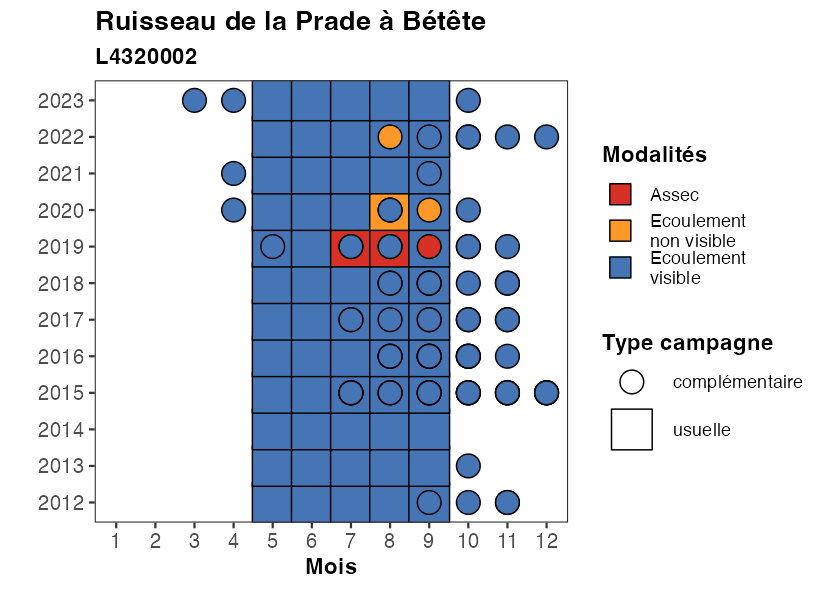 Ruisseau de la Prade à Bétête
L4320002
2023
2022
2021
2020
2019
2018
2017
2016
2015
2014
2013
2012
1 2 3 4 5 6 7 8 9 10 11 12
Mois
Modalités
Assec
Ecoulement
non visible
Ecoulement
visible
Type campagne
complémentaire
usuelle